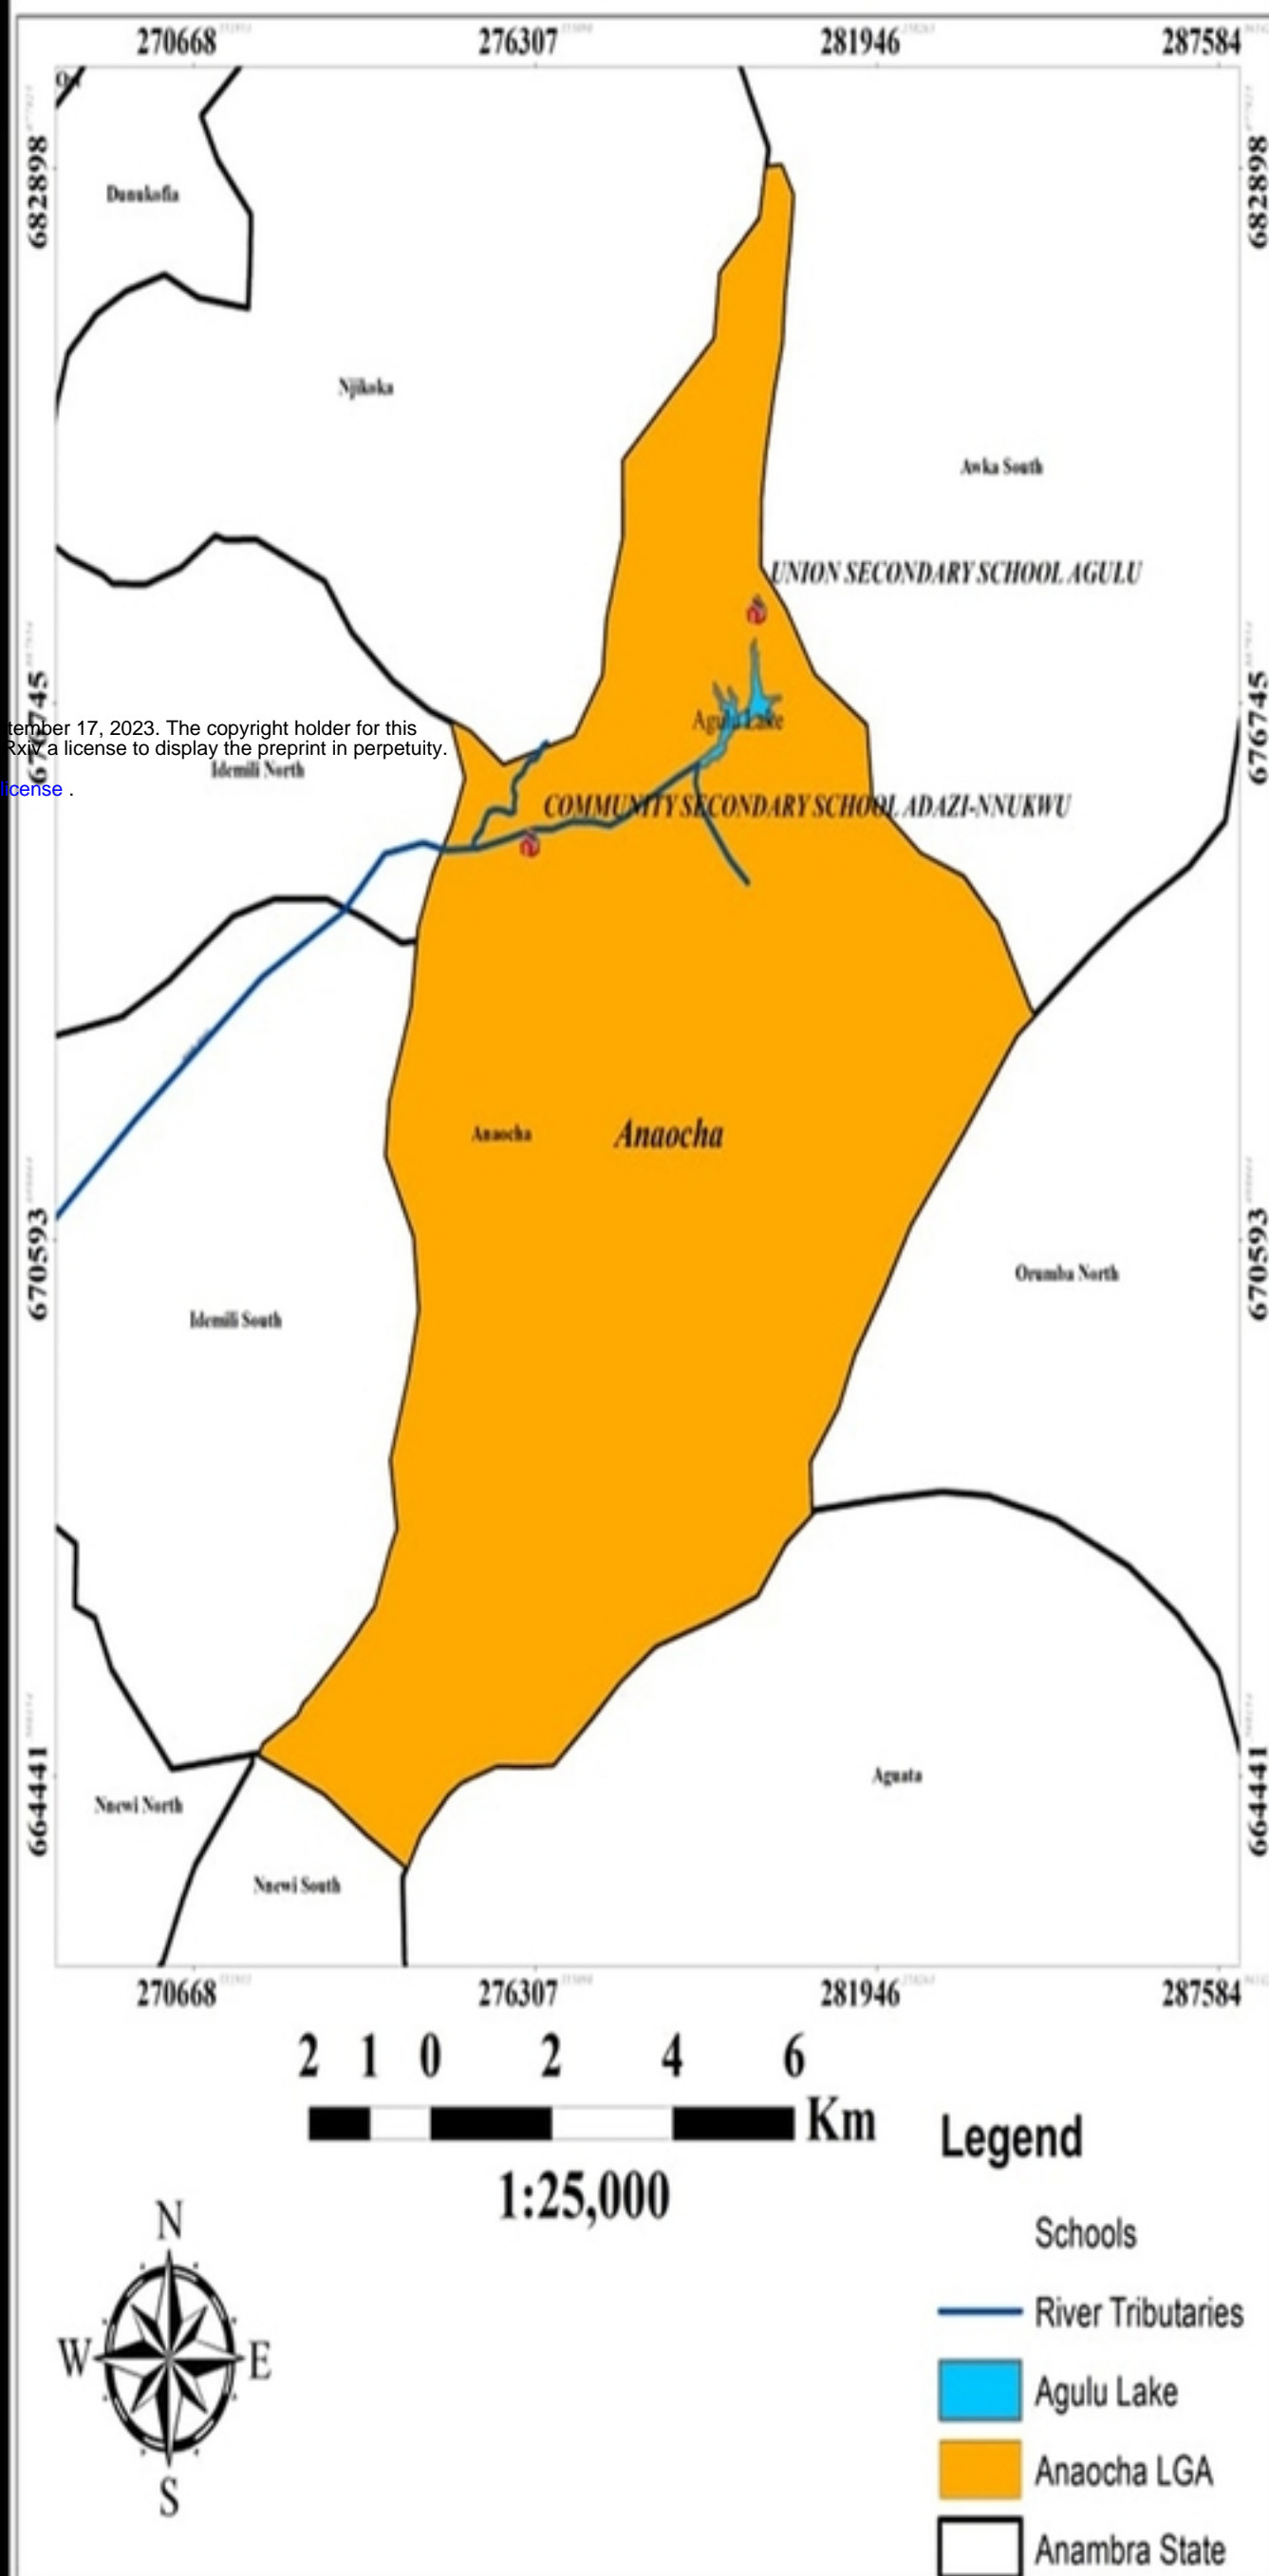 270668 276307 281946 287584
682898 682898
Dunukofia
Njikoka
Awka South
UNION SECONDARY SCHOOL AGULU
676745 676745
Agulu Lake
tember 17, 2023. The copyright holder for this
Rxiv a license to display the preprint in perpetuity.
Idemili North
license .
COMMUNITY SECONDARY SCHOOL ADAZI-NNUKWU
Anaocha Anaocha
670593 670593
Orumba North
Idemili South
664441 664441
Aguata
Nnewi North
Nnewi South
270668 276307 281946 287584
2 1 0 2 4 6
Km
1:25,000
Legend
Schools
River Tributaries
Agulu Lake
Anaocha LGA
Anambra State
N
W E
S